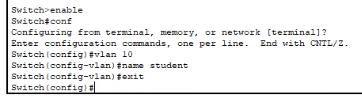 Switch>enable
Switch#conf
Configuring from terminal, memory, or network [terminal]?
Enter configuration commands, one per line.  End with CNTL/Z.
Switch(config)#vlan 10
Switch(config-vlan)#name student
Switch(config-vlan)#exit
Switch(config)#